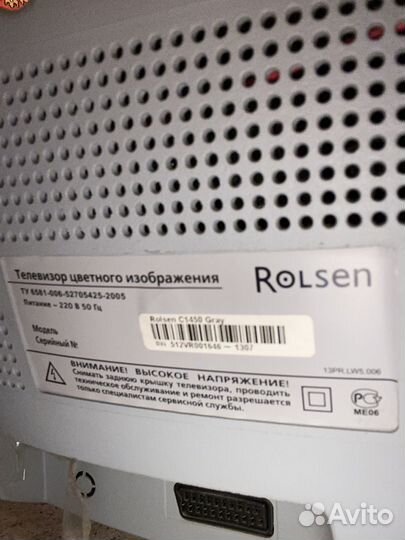 Телевизор цветного изображения
ТУ 6581-006-52705425-2005
Питание ~ 220 В 50 Гц
ROLSEN
Модель
Rolsen C1450 Gray
Серийный №:
S\N: 512VR001646 - 1307
ВНИМАНИЕ! ВЫСОКОЕ НАПРЯЖЕНИЕ!
Снимать заднюю крышку телевизора, проводить
техническое обслуживание и ремонт разрешается
только специалистам сервисной службы.
13PR.LW5.006
РС
ME06
Avito